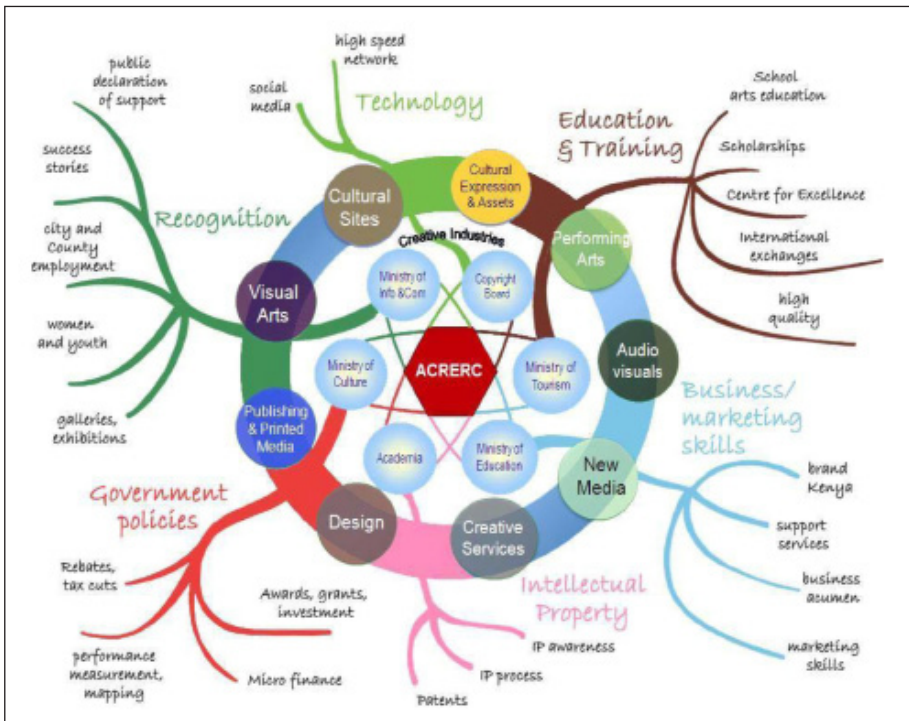 high speed
network
social
media
Technology
public
declaration
of support
success
stories
Recognition
city and
County
employment
women
and youth
galleries,
exhibitions
School
arts education
Education
& Training
Scholarships
Centre for Excellence
International
exchanges
high
quality
Cultural
Sites
Cultural
Expression
& Assets
Performing
Arts
Creative Industries
Visual
Arts
Ministry of
Info &Com
Copyright
Board
Audio
visuals
Ministry of
Culture
ACRERC
Ministry of
Tourism
Publishing
& Printed
Media
Academia
Ministry of
Education
New
Media
Design
Creative
Services
Business/
marketing
skills
brand
Kenya
support
services
business
acumen
marketing
skills
Government
policies
Rebates,
tax cuts
Awards, grants,
investment
performance
measurement,
mapping
Micro finance
Intellectual
Property
IP awareness
IP process
Patents